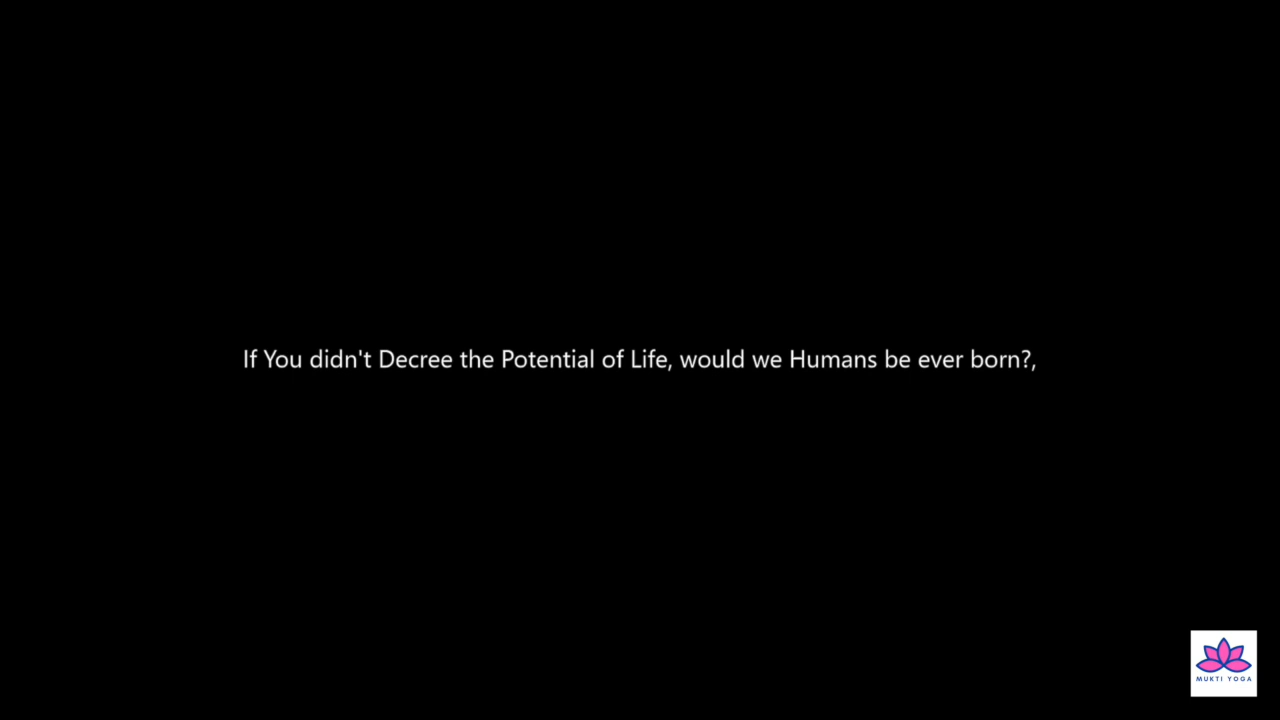 If You didn't Decree the Potential of Life, would we Humans be ever born?,
MUKTI YOGA